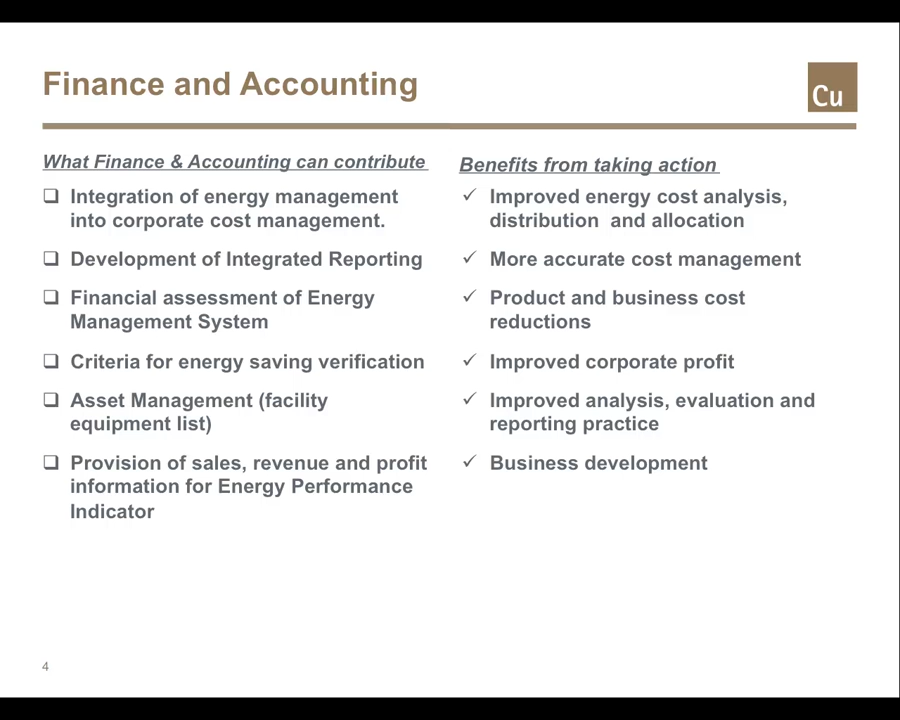 Finance and Accounting
Cu
What Finance & Accounting can contribute
❑ Integration of energy management
into corporate cost management.
❑ Development of Integrated Reporting
❑ Financial assessment of Energy
Management System
❑ Criteria for energy saving verification
❑ Asset Management (facility
equipment list)
❑ Provision of sales, revenue and profit
information for Energy Performance
Indicator
Benefits from taking action
✓ Improved energy cost analysis,
distribution  and allocation
✓ More accurate cost management
✓ Product and business cost
reductions
✓ Improved corporate profit
✓ Improved analysis, evaluation and
reporting practice
✓ Business development
4